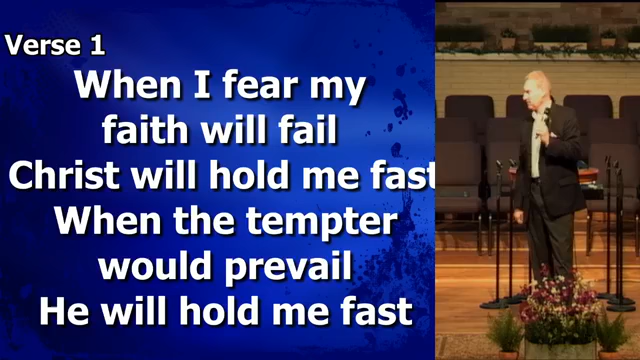 Verse 1
When I fear my
faith will fail
Christ will hold me fast
When the tempter
would prevail
He will hold me fast